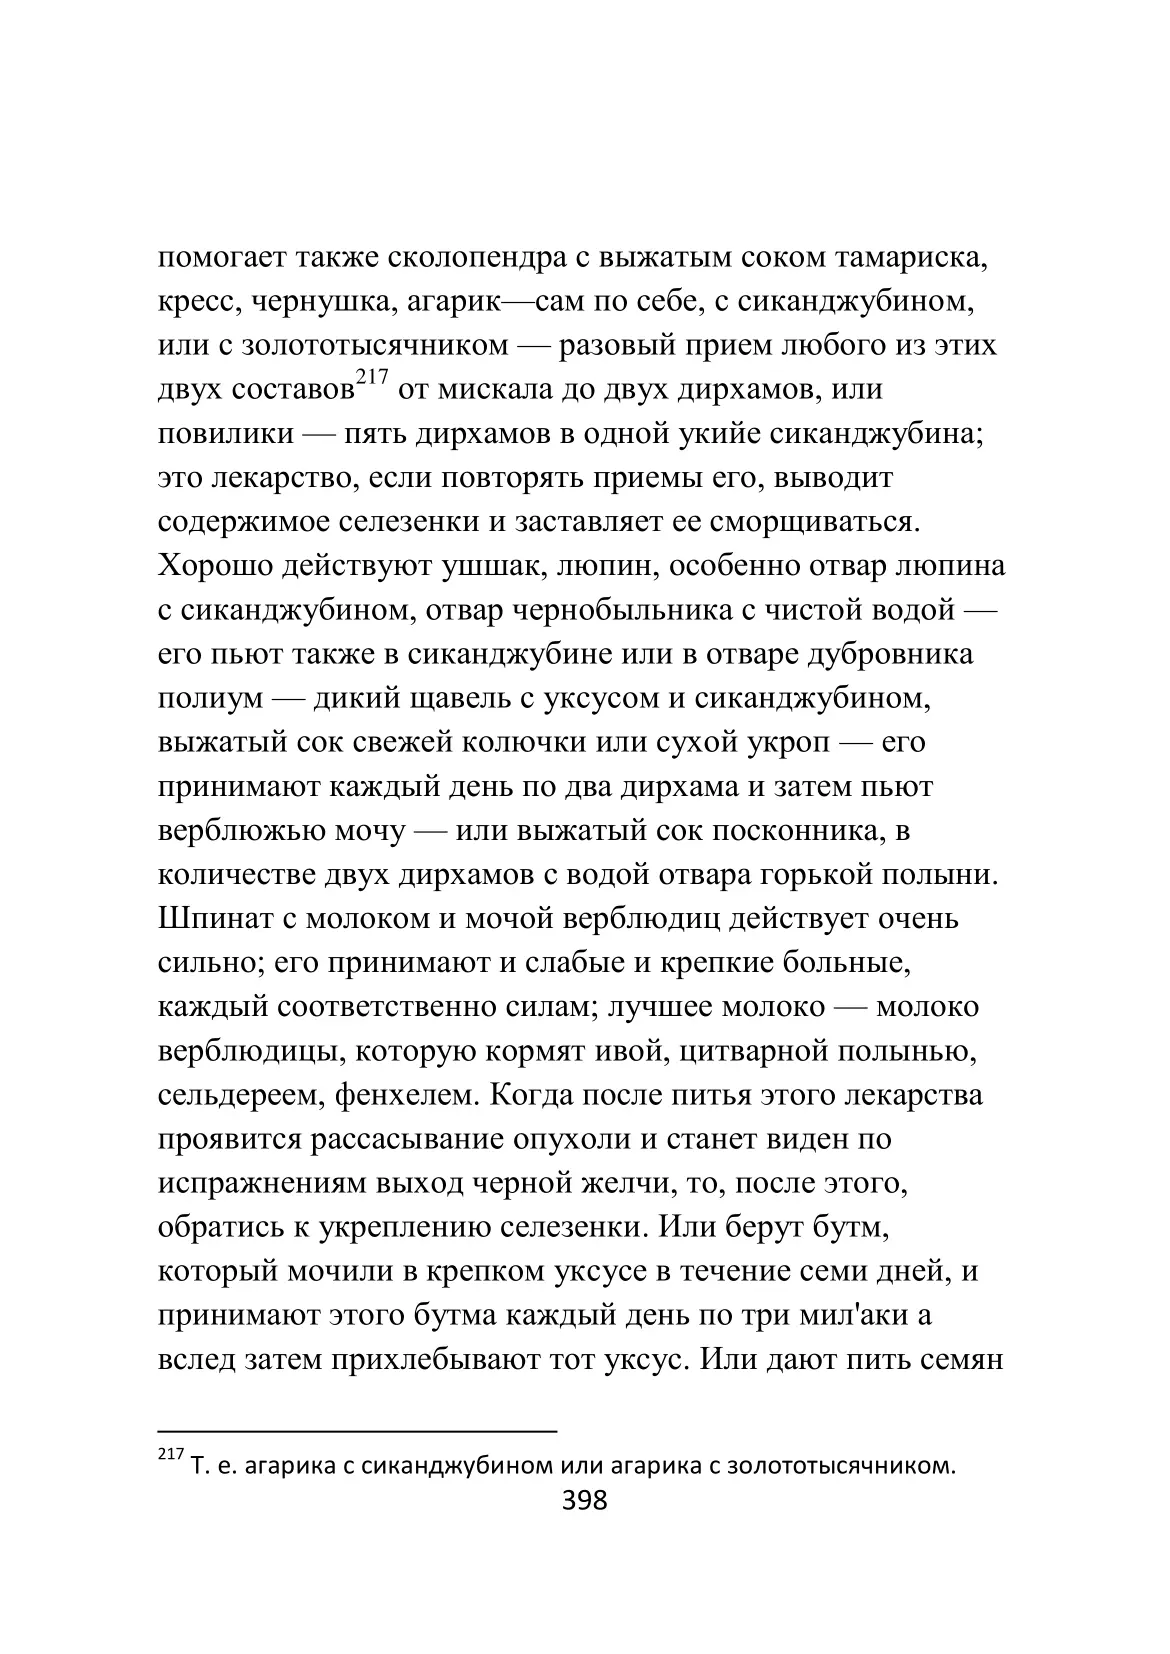 помогает также сколопендра с выжатым соком тамариска,
кресс, чернушка, агарик—сам по себе, с сиканджубином,
или с золототысячником — разовый прием любого из этих
двух составов217 от мискала до двух дирхамов, или
повилики — пять дирхамов в одной укийе сиканджубина;
это лекарство, если повторять приемы его, выводит
содержимое селезенки и заставляет ее сморщиваться.
Хорошо действуют ушшак, люпин, особенно отвар люпина
с сиканджубином, отвар чернобыльника с чистой водой —
его пьют также в сиканджубине или в отваре дубровника
полиум — дикий щавель с уксусом и сиканджубином,
выжатый сок свежей колючки или сухой укроп — его
принимают каждый день по два дирхама и затем пьют
верблюжью мочу — или выжатый сок посконника, в
количестве двух дирхамов с водой отвара горькой полыни.
Шпинат с молоком и мочой верблюдиц действует очень
сильно; его принимают и слабые и крепкие больные,
каждый соответственно силам; лучшее молоко — молоко
верблюдицы, которую кормят ивой, цитварной полынью,
сельдереем, фенхелем. Когда после питья этого лекарства
проявится рассасывание опухоли и станет виден по
испражнениям выход черной желчи, то, после этого,
обратись к укреплению селезенки. Или берут бутм,
который мочили в крепком уксусе в течение семи дней, и
принимают этого бутма каждый день по три мил'аки а
вслед затем прихлебывают тот уксус. Или дают пить семян
217 Т. е. агарика с сиканджубином или агарика с золототысячником.
398